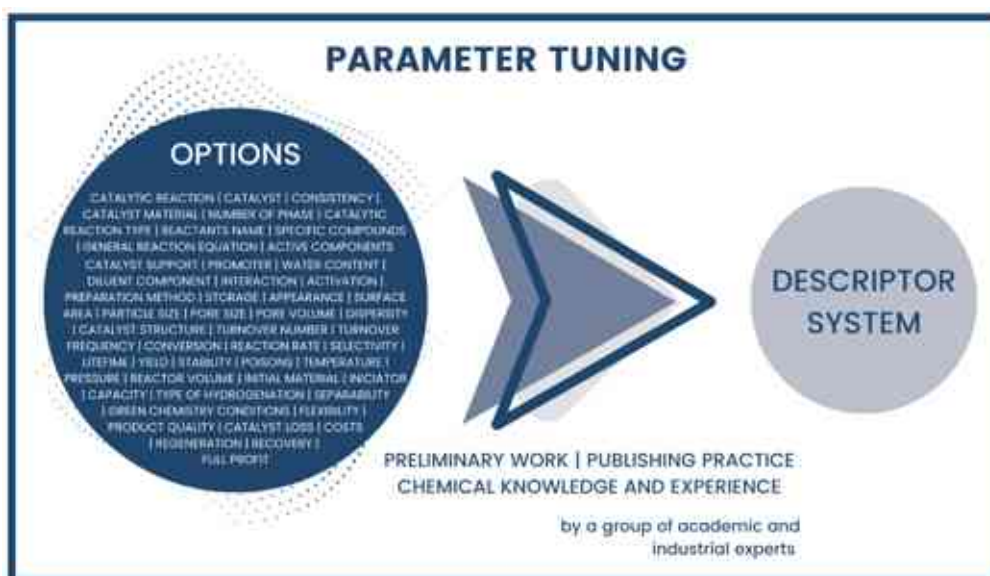 PARAMETER TUNING
OPTIONS
CATALYTIC REACTION | CATALYST | CONSISTENCY |
CATALYST MATERIAL | NUMBER OF PHASE | CATALYTIC
REACTION TYPE | REACTANTS NAME | SPECIFIC COMPOUNDS
| GENERAL REACTION EQUATION | ACTIVE COMPONENTS
CATALYST SUPPORT | PROMOTER | WATER CONTENT |
DILUENT COMPONENT | INTERACTION | ACTIVATION |
PREPARATION METHOD | STORAGE | APPEARANCE | SURFACE
AREA | PARTICLE SIZE | PORE SIZE | PORE VOLUME | DISPERSITY
| CATALYST STRUCTURE | TURNOVER NUMBER | TURNOVER
FREQUENCY | CONVERSION | REACTION RATE | SELECTIVITY |
LITEFIME | YIELD | STABILITY | POISONS | TEMPERATURE |
PRESSURE | REACTOR VOLUME | INITIAL MATERIAL | INICIATOR
| CAPACITY | TYPE OF HYDROGENATION | SEPARABILITY
| GREEN CHEMISTRY CONDITIONS | FLEXIBILITY |
PRODUCT QUALITY | CATALYST LOSS | COSTS
| REGENERATION | RECOVERY |
FULL PROFIT
DESCRIPTOR
SYSTEM
PRELIMINARY WORK | PUBLISHING PRACTICE
CHEMICAL KNOWLEDGE AND EXPERIENCE
by a group of academic and
industrial experts